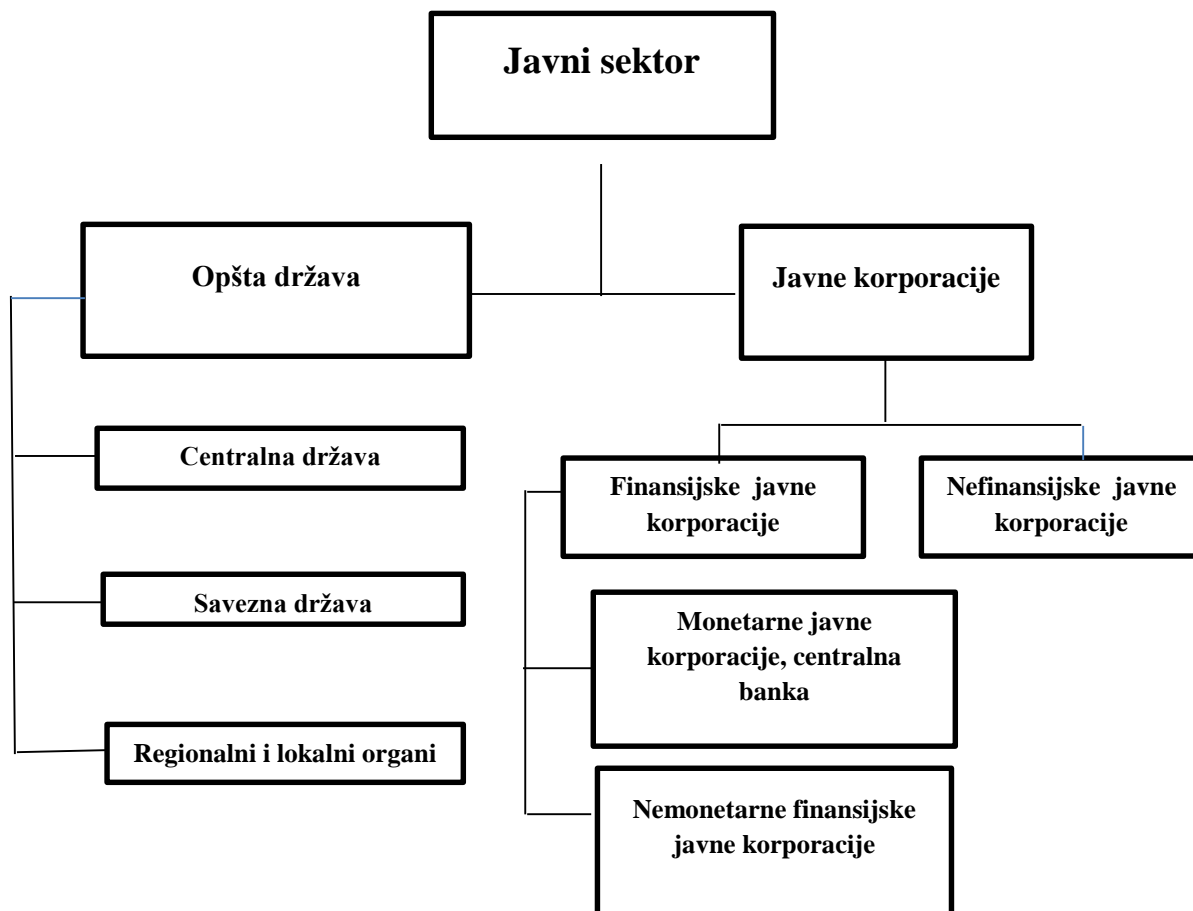 Javni sektor
Opšta država
Javne korporacije
Centralna država
Savezna država
Regionalni i lokalni organi
Finansijske javne
korporacije
Nefinansijske javne
korporacije
Monetarne javne
korporacije, centralna
banka
Nemonetarne finansijske
javne korporacije